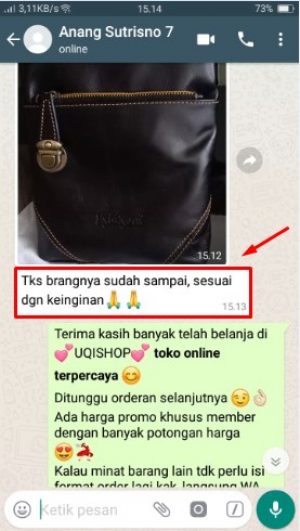 3,11KB/s 15.14 73%
Anang Sutrisno 7
online
15.12
Tks brangnya sudah sampai, sesuai
dgn keinginan🙏🙏
15.13
Terima kasih banyak telah belanja di
💕UQISHOP💕 toko online
terpercaya 😊
Ditunggu orderan selanjutnya 😉👌🏻
Ada harga promo khusus member
dengan banyak potongan harga
😍💃
Kalau minat barang lain tdk perlu isi
format order lagi kak, langsung WA
Ketik pesan